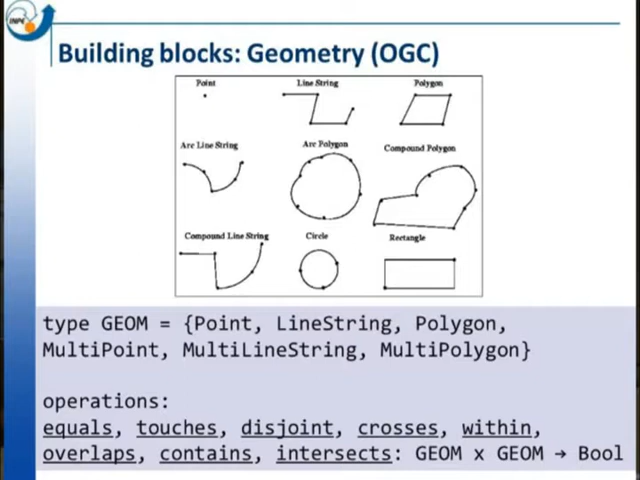 INPE
Building blocks: Geometry (OGC)
Point Line String Polygon
Arc Line String Arc Polygon Compound Polygon
Compound Line String Circle Rectangle
type GEOM = {Point, LineString, Polygon,
MultiPoint, MultiLineString, MultiPolygon}
operations:
equals, touches, disjoint, crosses, within,
overlaps, contains, intersects: GEOM x GEOM → Bool